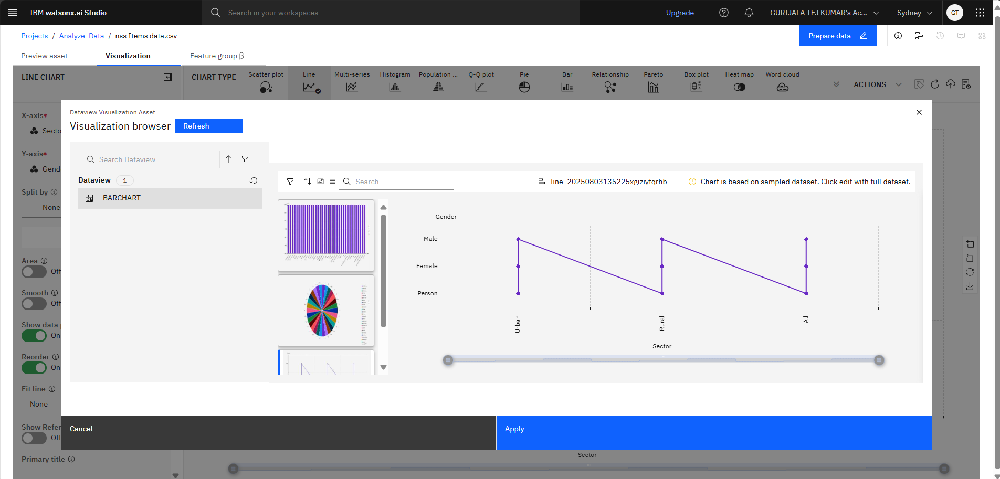 IBM watsonx.ai Studio
Search in your workspaces
Upgrade
GURIJALA TEJ KUMAR's Ac...
Sydney
GT
Projects / Analyze_Data / nss Items data.csv
Prepare data
Preview asset
Visualization
Feature group β
LINE CHART
CHART TYPE
Scatter plot
Line
Multi-series
Histogram
Population ...
Q-Q plot
Pie
Bar
Relationship
Pareto
Box plot
Heat map
Word cloud
ACTIONS
X-axis*
Secto
Y-axis*
Gende
Split by
None
Area
Off
Smooth
Off
Show data p
On
Reorder
On
Fit line
None
Show Refer
Off
Primary title
Dataview Visualization Asset
Visualization browser
Refresh
Search Dataview
Dataview 1
BARCHART
Search
line_20250803135225xgiziyfqrhb
Chart is based on sampled dataset. Click edit with full dataset.
Gender
Male
Female
Person
Urban
Rural
All
Sector
Cancel
Apply
Sector